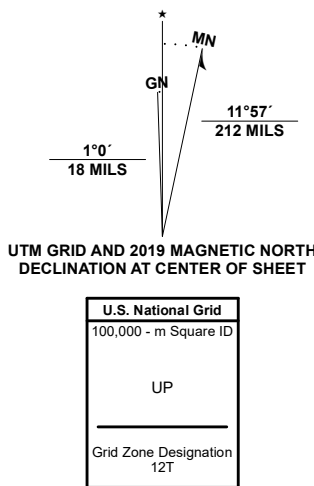 ★
MN
GN
11°57´
212 MILS
1°0´
18 MILS
UTM GRID AND 2019 MAGNETIC NORTH
DECLINATION AT CENTER OF SHEET
U.S. National Grid
100,000 - m Square ID
UP
Grid Zone Designation
12T